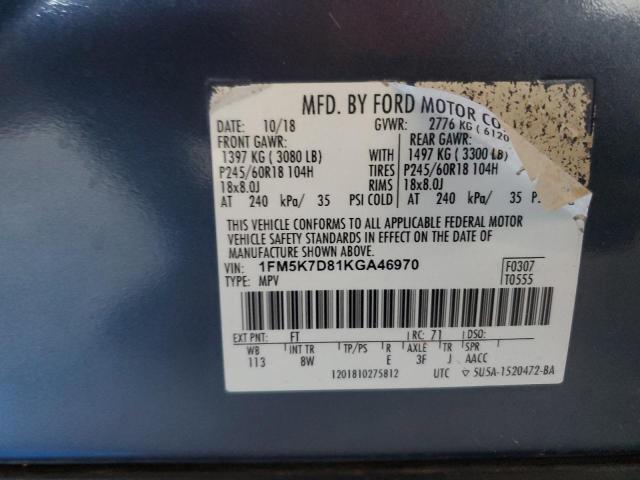 MFD. BY FORD MOTOR CO
DATE: 10/18 GVWR: 2776 KG ( 6120
FRONT GAWR: REAR GAWR:
1397 KG ( 3080 LB) WITH 1497 KG ( 3300 LB)
P245/60R18 104H TIRES P245/60R18 104H
18x8.0J RIMS 18x8.0J
AT 240 kPa/ 35 PSI COLD AT 240 kPa/ 35 PS
THIS VEHICLE CONFORMS TO ALL APPLICABLE FEDERAL MOTOR
VEHICLE SAFETY STANDARDS IN EFFECT ON THE DATE OF
MANUFACTURE SHOWN ABOVE.
VIN: 1FM5K7D81KGA46970 F0307
TYPE: MPV T0555
EXT PNT: FT RC: 71 DSO:
WB INT TR TP/PS R AXLE TR SPR
113 8W E 3F J AACC
1201810275812 UTC ▽ SU5A-1520472-BA